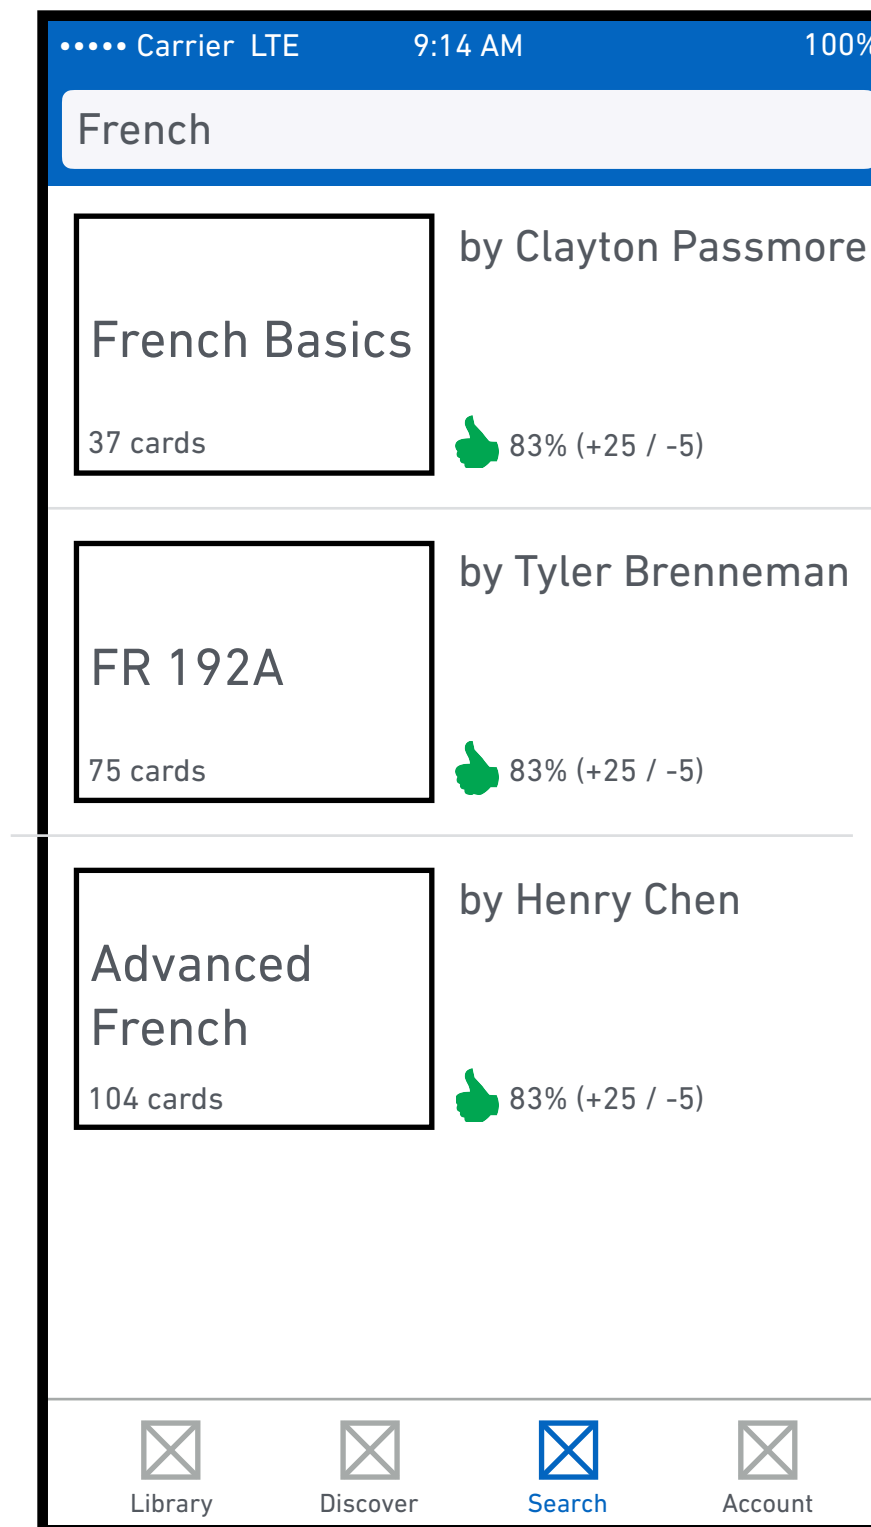 ••••• Carrier LTE 9:14 AM 100%
French
by Clayton Passmore
French Basics
37 cards
83% (+25 / -5)
by Tyler Brenneman
FR 192A
75 cards
83% (+25 / -5)
by Henry Chen
Advanced
French
104 cards
83% (+25 / -5)
Library Discover Search Account